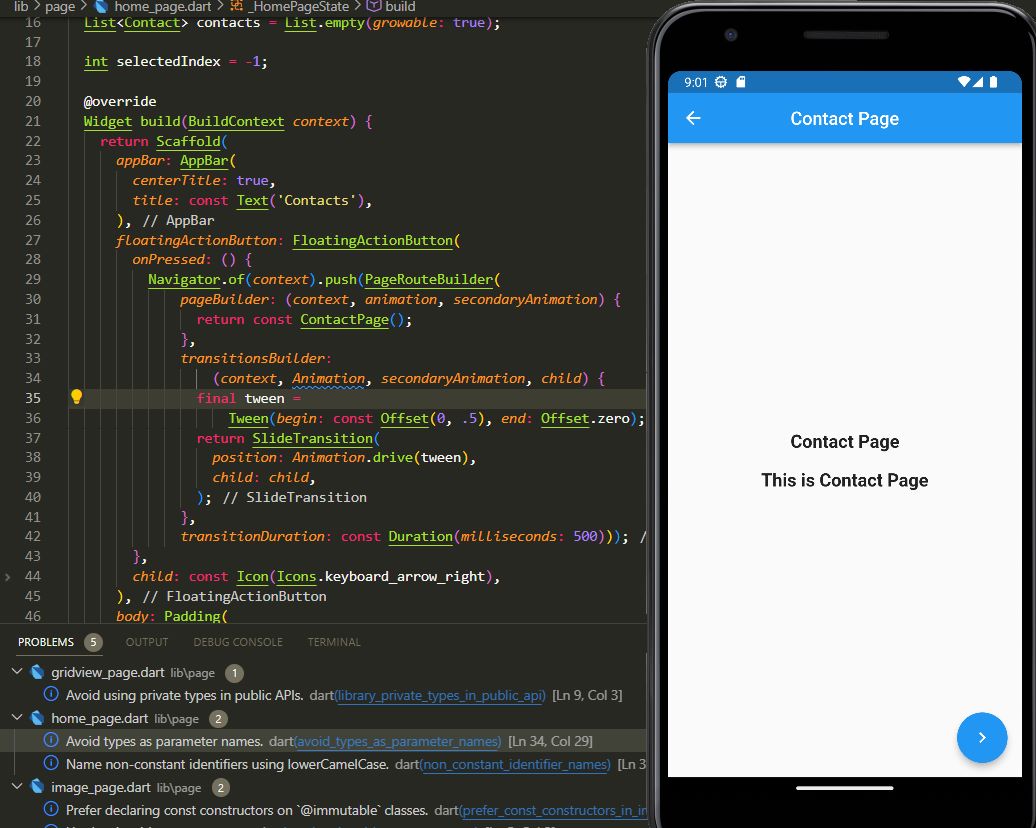 lib > page > home_page.dart > _HomePageState > build
16 List<Contact> contacts = List.empty(growable: true);
17
18 int selectedIndex = -1;
19
20 @override
21 Widget build(BuildContext context) {
22 return Scaffold(
23 appBar: AppBar(
24 centerTitle: true,
25 title: const Text('Contacts'),
26 ), // AppBar
27 floatingActionButton: FloatingActionButton(
28 onPressed: () {
29 Navigator.of(context).push(PageRouteBuilder(
30 pageBuilder: (context, animation, secondaryAnimation) {
31 return const ContactPage();
32 },
33 transitionsBuilder:
34 (context, Animation, secondaryAnimation, child) {
35 final tween =
36 Tween(begin: const Offset(0, .5), end: Offset.zero);
37 return SlideTransition(
38 position: Animation.drive(tween),
39 child: child,
40 ); // SlideTransition
41 },
42 transitionDuration: const Duration(milliseconds: 500))); /
43 },
44 child: const Icon(Icons.keyboard_arrow_right),
45 ), // FloatingActionButton
46 body: Padding(
PROBLEMS 5 OUTPUT DEBUG CONSOLE TERMINAL
gridview_page.dart lib\page 1
Avoid using private types in public APIs. dart(library_private_types_in_public_api) [Ln 9, Col 3]
home_page.dart lib\page 2
Avoid types as parameter names. dart(avoid_types_as_parameter_names) [Ln 34, Col 29]
Name non-constant identifiers using lowerCamelCase. dart(non_constant_identifier_names) [Ln 3
image_page.dart lib\page 2
Prefer declaring const constructors on `@immutable` classes. dart(prefer_const_constructors_in_i
9:01
Contact Page
Contact Page
This is Contact Page